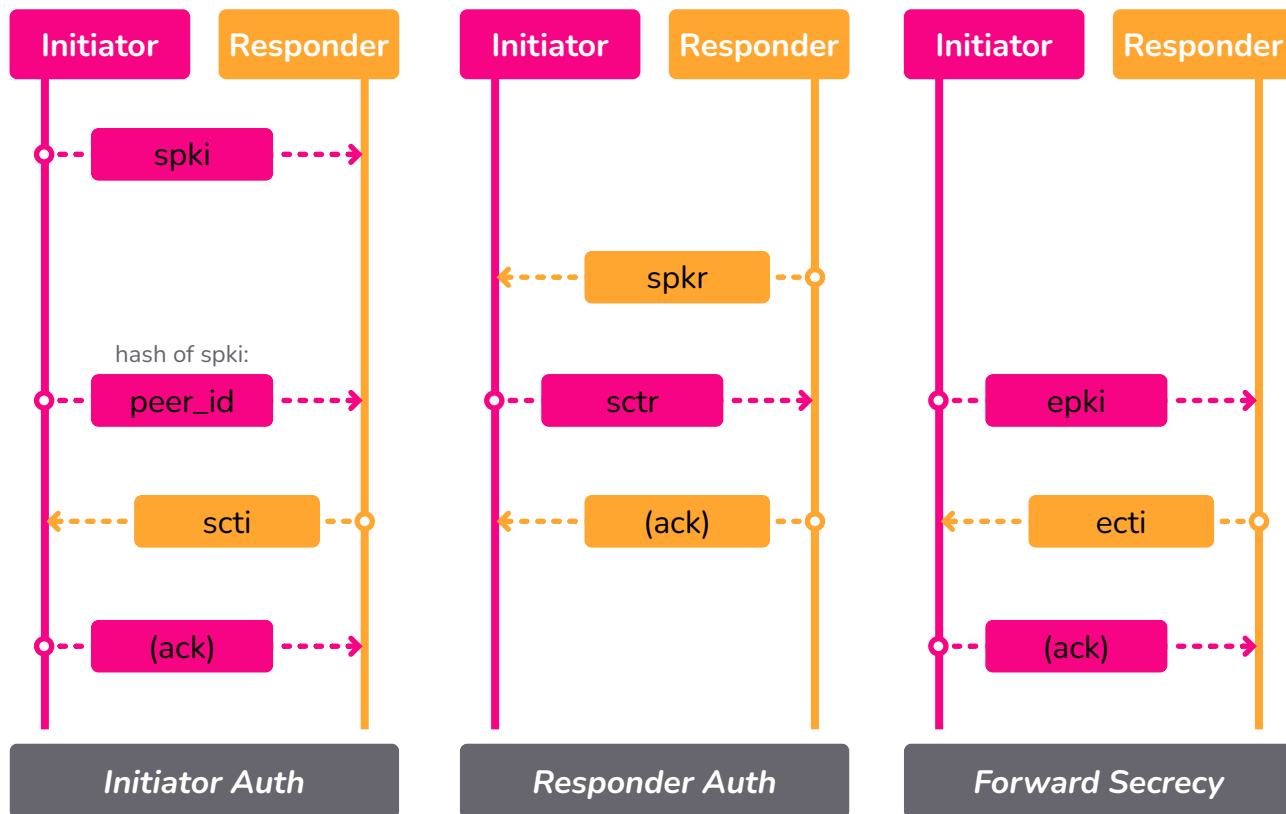 Initiator
Responder
spki
hash of spki:
peer_id
scti
(ack)
Initiator Auth
Initiator
Responder
spkr
sctr
(ack)
Responder Auth
Initiator
Responder
epki
ecti
(ack)
Forward Secrecy